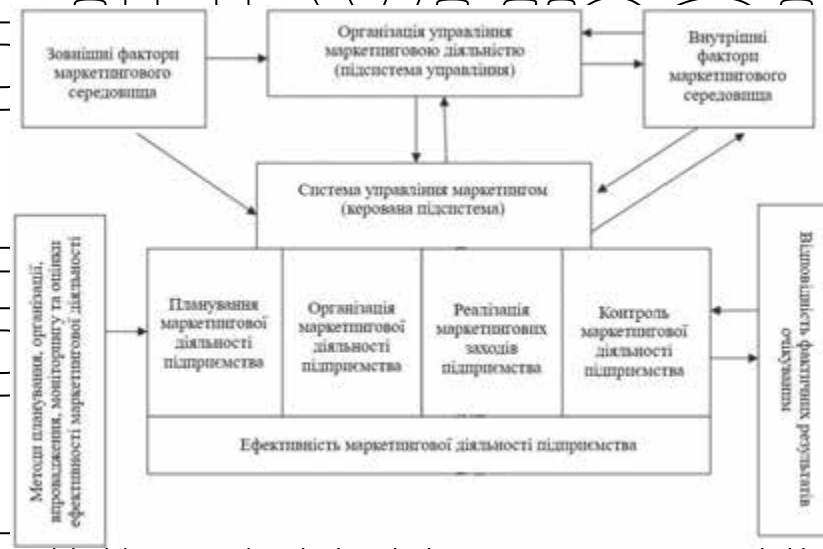 Зовнішні фактори
маркетингового
середовища
Організація управління
маркетинговою діяльністю
(підсистема управління)
Внутрішні
фактори
маркетингового
середовища
Система управління маркетингом
(керована підсистема)
Методи планування, організації,
впровадження, моніторингу та оцінки
ефективності маркетингової діяльності
Планування
маркетингової
діяльності
підприємства
Організація
маркетингової
діяльності
підприємства
Реалізація
маркетингових
заходів
підприємства
Контроль
маркетингової
діяльності
підприємства
Ефективність маркетингової діяльності підприємства
Відповідність фактичних результатів
очікуваним